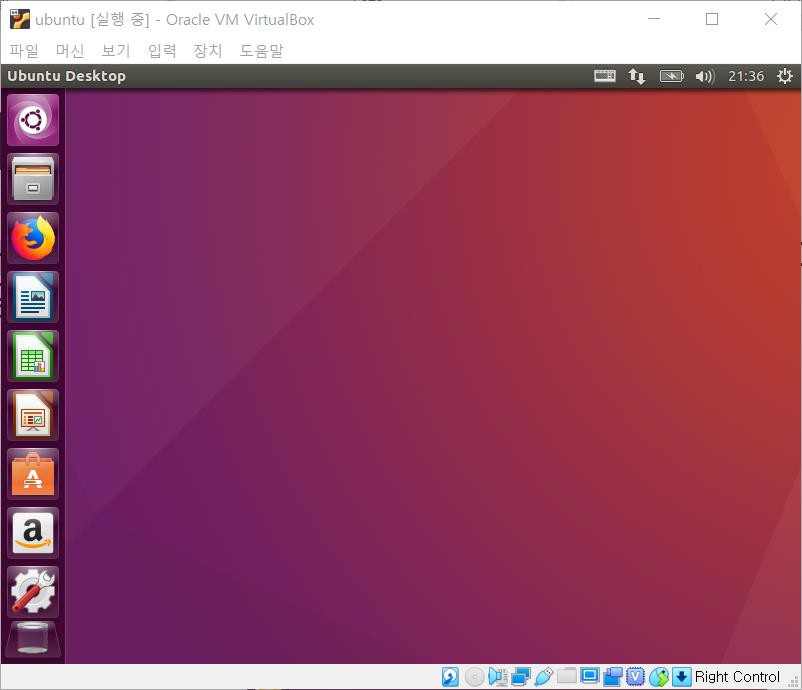 ubuntu [실행 중] - Oracle VM VirtualBox
파일 머신 보기 입력 장치 도움말
Ubuntu Desktop 21:36
a
Right Control